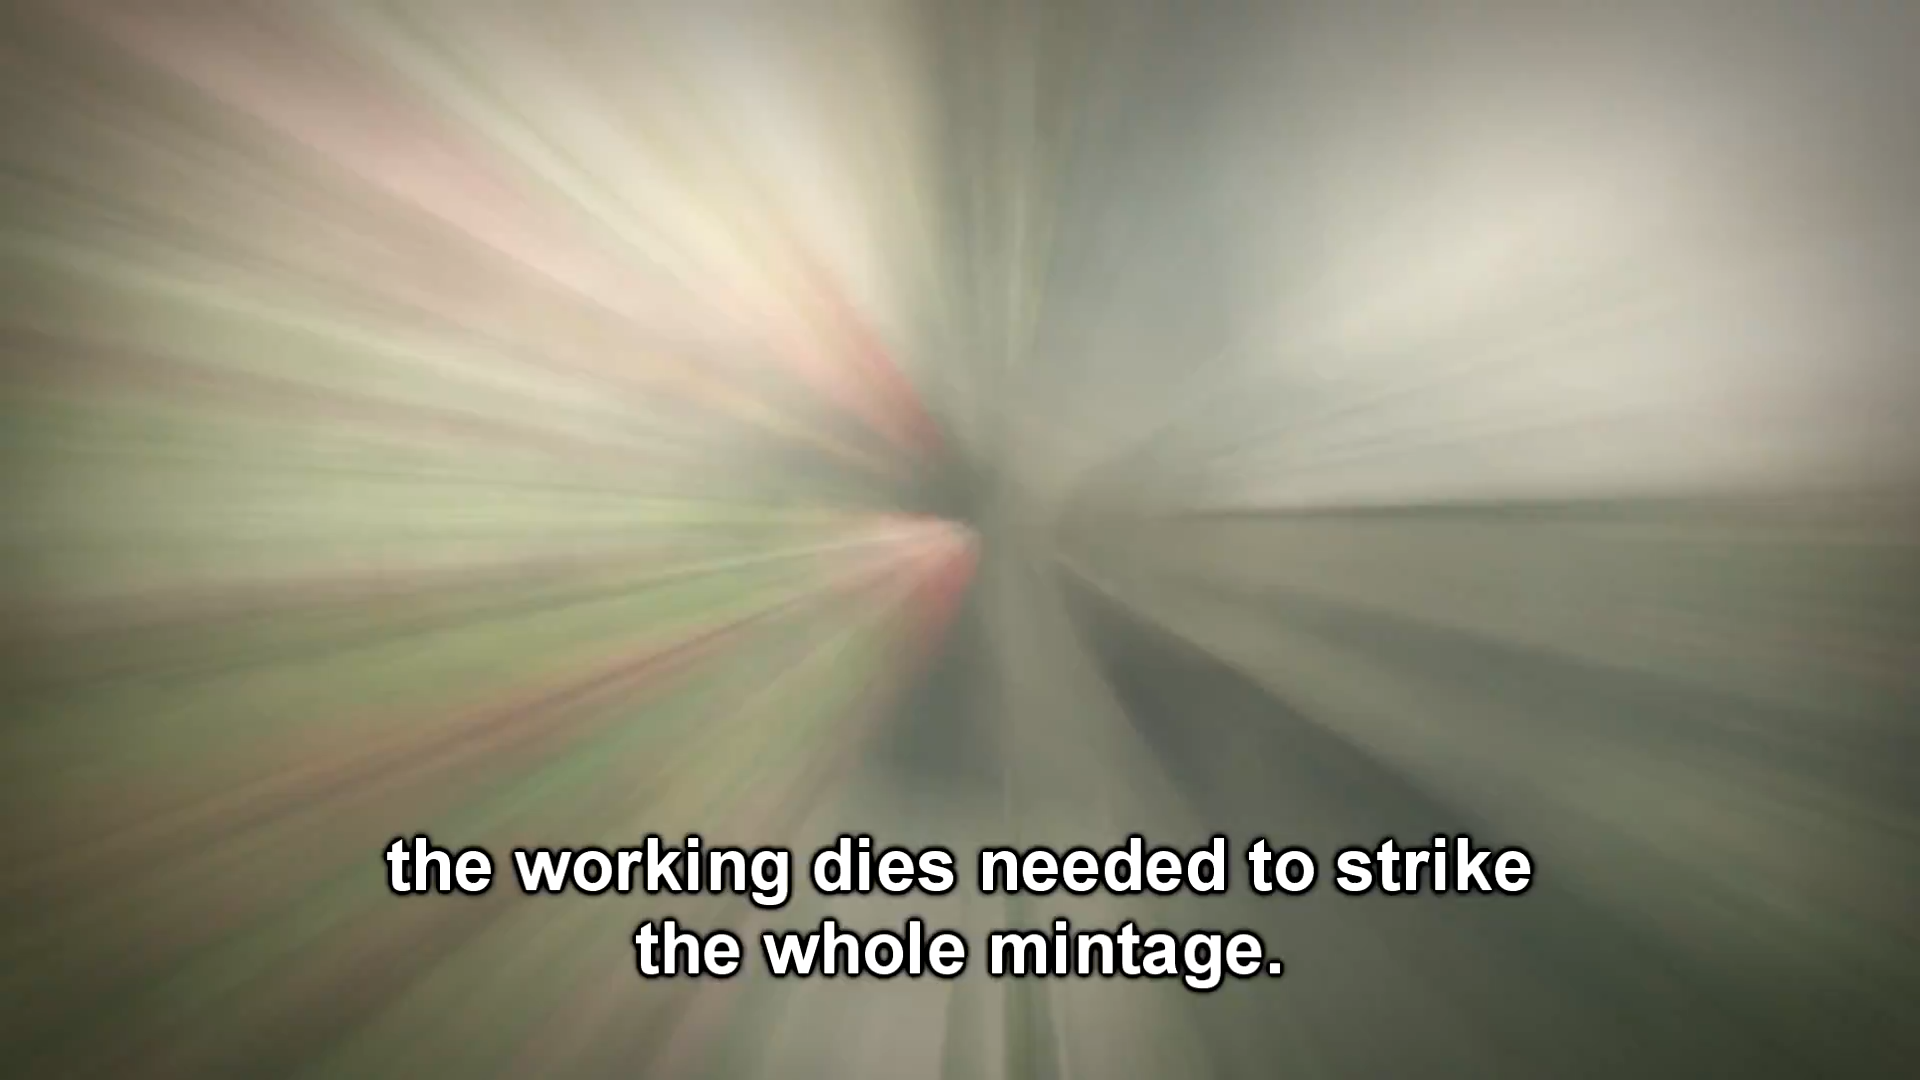 the working dies needed to strike
the whole mintage.